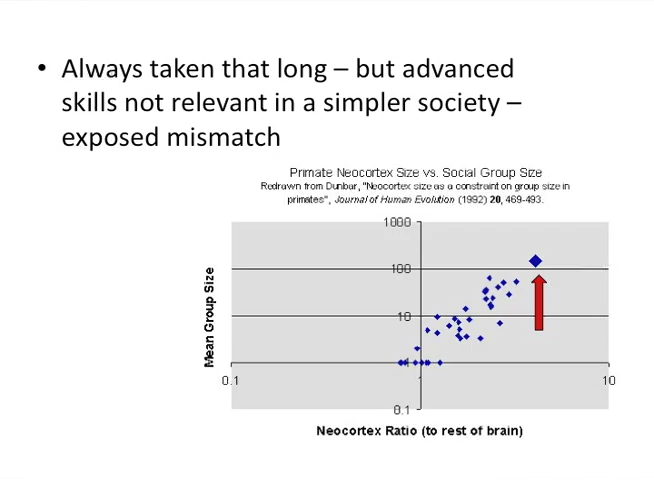 • Always taken that long – but advanced
skills not relevant in a simpler society –
exposed mismatch
Primate Neocortex Size vs. Social Group Size
Redrawn from Dunbar, "Neocortex size as a constraint on group size in
primates", Journal of Human Evolution (1992) 20, 469-493.
1000
100
10
1
0.1
0.1
1
10
Mean Group Size
Neocortex Ratio (to rest of brain)